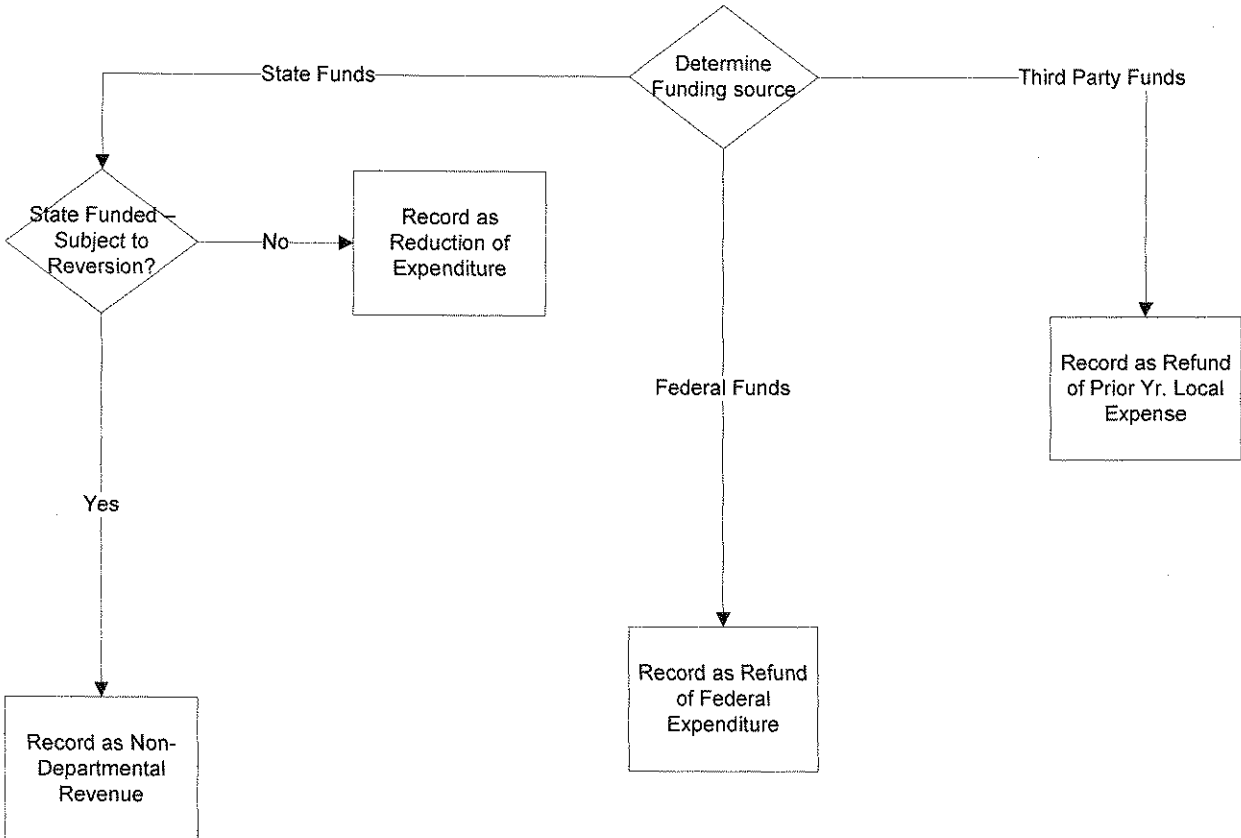 Determine
Funding source
State Funds
Third Party Funds
State Funded –
Subject to
Reversion?
No
Record as
Reduction of
Expenditure
Federal Funds
Record as Refund
of Prior Yr. Local
Expense
Yes
Record as Refund
of Federal
Expenditure
Record as Non-
Departmental
Revenue